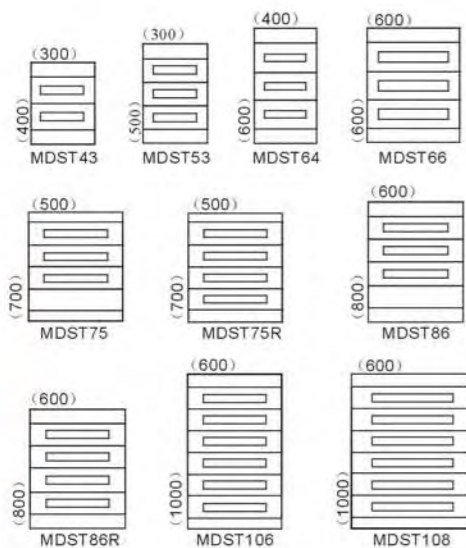 (300)
(400)
MDST43
(300)
(500)
MDST53
(400)
(600)
MDST64
(600)
(600)
MDST66
(500)
(700)
MDST75
(500)
(700)
MDST75R
(600)
(800)
MDST86
(600)
(800)
MDST86R
(600)
(1000)
MDST106
(600)
(1000)
MDST108